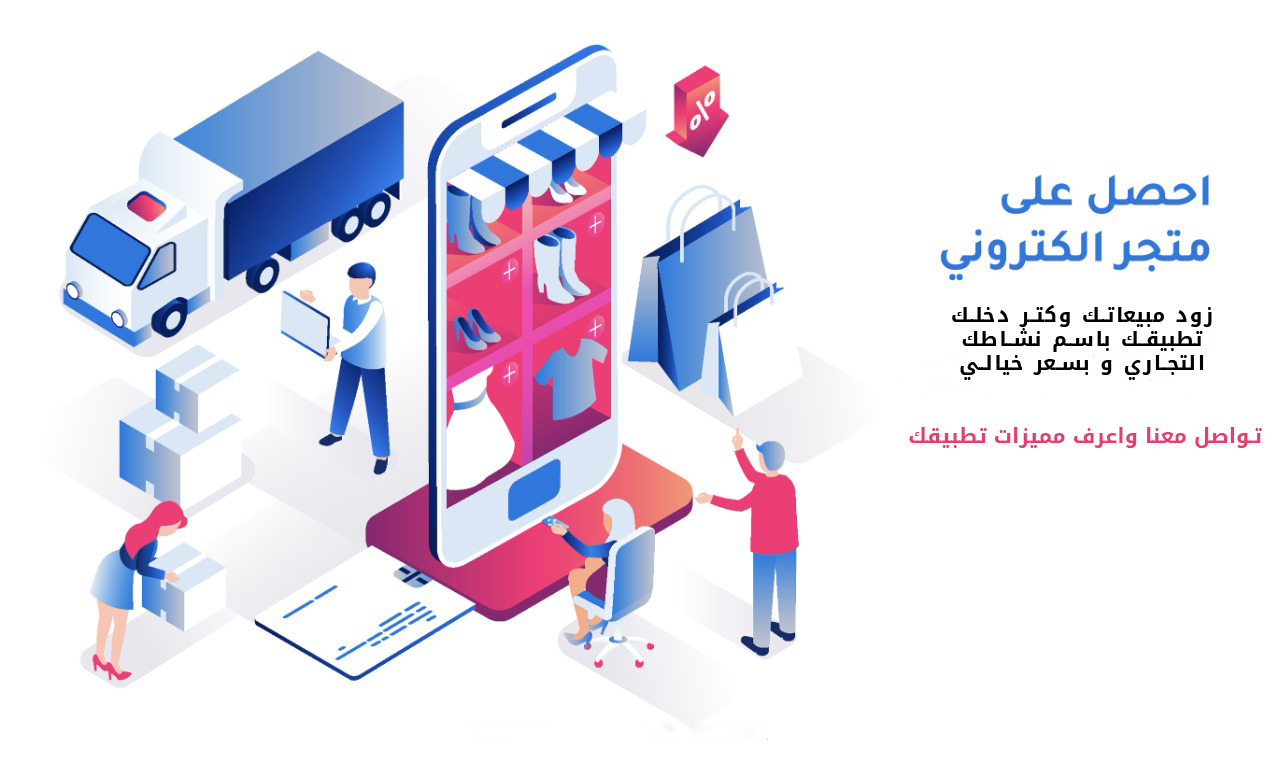 احصل على
متجر الكتروني
زود مبيعاتك وكتر دخلك
تطبيقك باسم نشاطك
التجاري و بسعر خيالي
تواصل معنا واعرف مميزات تطبيقك
%